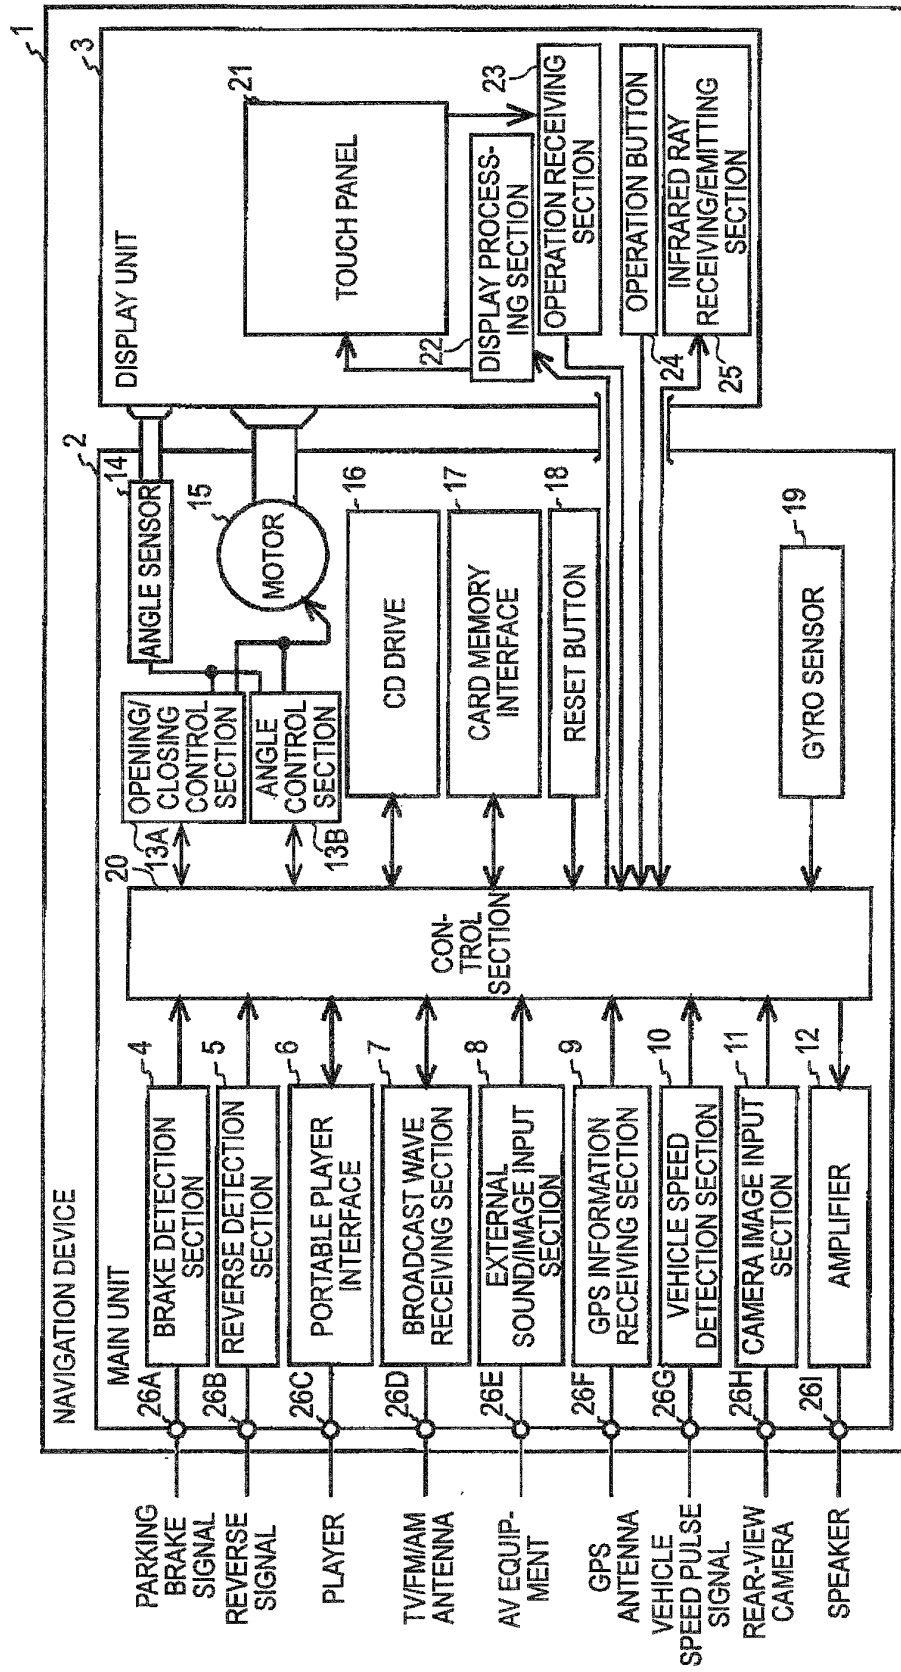 NAVIGATION DEVICE
1
MAIN UNIT
2
DISPLAY UNIT
3
PARKING
BRAKE
SIGNAL
26A
BRAKE DETECTION
SECTION
4
REVERSE
SIGNAL
26B
REVERSE DETECTION
SECTION
5
PLAYER
26C
PORTABLE PLAYER
INTERFACE
6
TV/FM/AM
ANTENNA
26D
BROADCAST WAVE
RECEIVING SECTION
7
AV EQUIP-
MENT
26E
EXTERNAL
SOUND/IMAGE INPUT
SECTION
8
GPS
ANTENNA
26F
GPS INFORMATION
RECEIVING SECTION
9
VEHICLE
SPEED PULSE
SIGNAL
26G
VEHICLE SPEED
DETECTION SECTION
10
REAR-VIEW
CAMERA
26H
CAMERA IMAGE INPUT
SECTION
11
SPEAKER
26I
AMPLIFIER
12
20
CON-
TROL
SECTION
13A
OPENING/
CLOSING
CONTROL
SECTION
13B
ANGLE
CONTROL
SECTION
14
ANGLE SENSOR
15
MOTOR
16
CD DRIVE
17
CARD MEMORY
INTERFACE
18
RESET BUTTON
19
GYRO SENSOR
21
TOUCH PANEL
22
DISPLAY PROCESS-
ING SECTION
23
OPERATION RECEIVING
SECTION
24
OPERATION BUTTON
25
INFRARED RAY
RECEIVING/EMITTING
SECTION